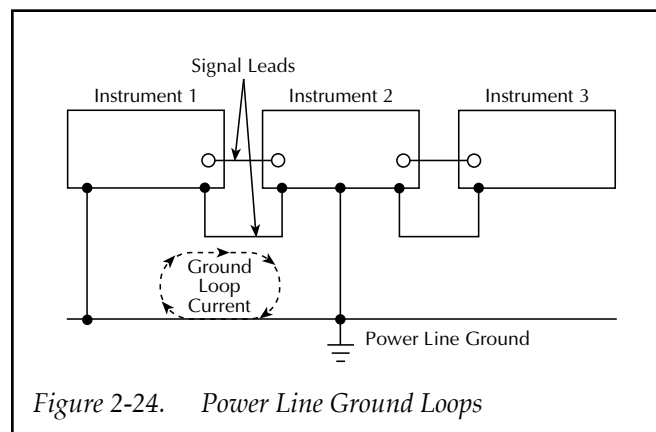 Signal Leads
Instrument 1
Instrument 2
Instrument 3
Ground
Loop
Current
Power Line Ground
Figure 2-24. Power Line Ground Loops